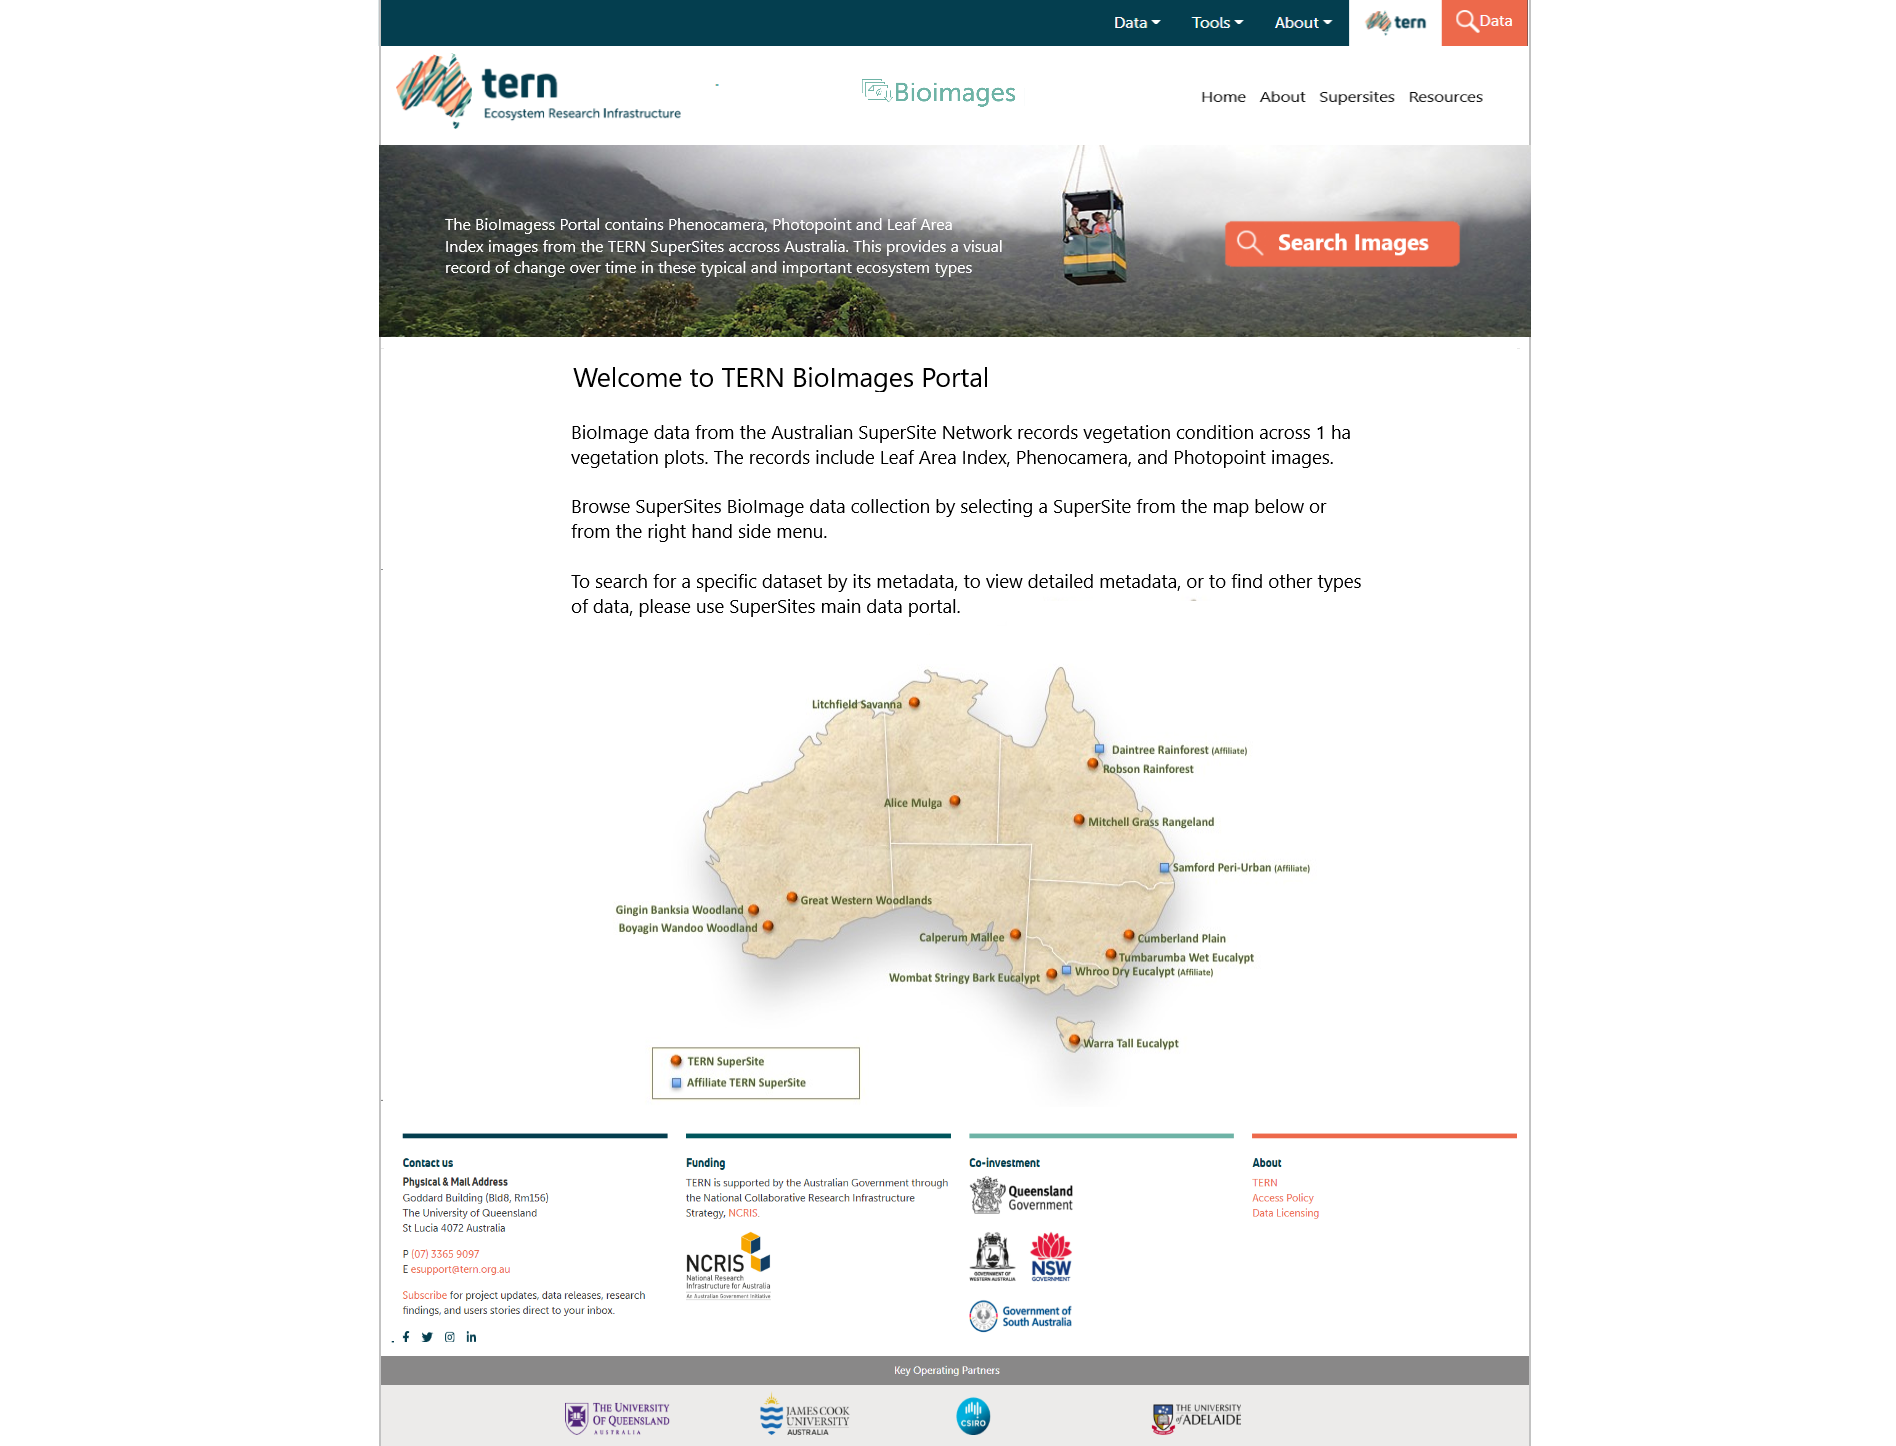 Data Tools About tern Data
tern
Ecosystem Research Infrastructure
Bioimages
Home About Supersites Resources
The BioImagess Portal contains Phenocamera, Photopoint and Leaf Area
Index images from the TERN SuperSites accross Australia. This provides a visual
record of change over time in these typical and important ecosystem types
Search Images
Welcome to TERN BioImages Portal
BioImage data from the Australian SuperSite Network records vegetation condition across 1 ha
vegetation plots. The records include Leaf Area Index, Phenocamera, and Photopoint images.
Browse SuperSites BioImage data collection by selecting a SuperSite from the map below or
from the right hand side menu.
To search for a specific dataset by its metadata, to view detailed metadata, or to find other types
of data, please use SuperSites main data portal.
Litchfield Savanna
Daintree Rainforest (Affiliate)
Robson Rainforest
Alice Mulga
Mitchell Grass Rangeland
Samford Peri-Urban (Affiliate)
Great Western Woodlands
Gingin Banksia Woodland
Boyagin Wandoo Woodland
Calperum Mallee
Cumberland Plain
Tumbarumba Wet Eucalypt
Whroo Dry Eucalypt (Affiliate)
Wombat Stringy Bark Eucalypt
Warra Tall Eucalypt
TERN SuperSite
Affiliate TERN SuperSite
Contact us
Physical & Mail Address
Goddard Building (Bld8, Rm156)
The University of Queensland
St Lucia 4072 Australia
P (07) 3365 9097
E esupport@tern.org.au
Subscribe for project updates, data releases, research
findings, and users stories direct to your inbox.
Funding
TERN is supported by the Australian Government through
the National Collaborative Research Infrastructure
Strategy, NCRIS.
NCRIS
National Research
Infrastructure for Australia
An Australian Government Initiative
Co-investment
Queensland
Government
GOVERNMENT OF
WESTERN AUSTRALIA
NSW
GOVERNMENT
Government of
South Australia
About
TERN
Access Policy
Data Licensing
Key Operating Partners
THE UNIVERSITY
OF QUEENSLAND
AUSTRALIA
JAMES COOK
UNIVERSITY
AUSTRALIA
CSIRO
THE UNIVERSITY
of ADELAIDE